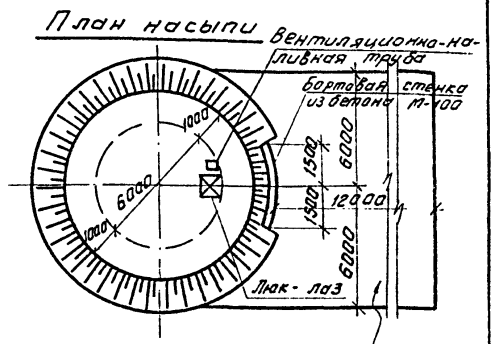 План насыпи
Вентиляционно-на-
ливная труба
Бортовая стенка
из бетона М-100
1000
6000
1000
1500
1500
6000
12000
6000
Люк-лаз